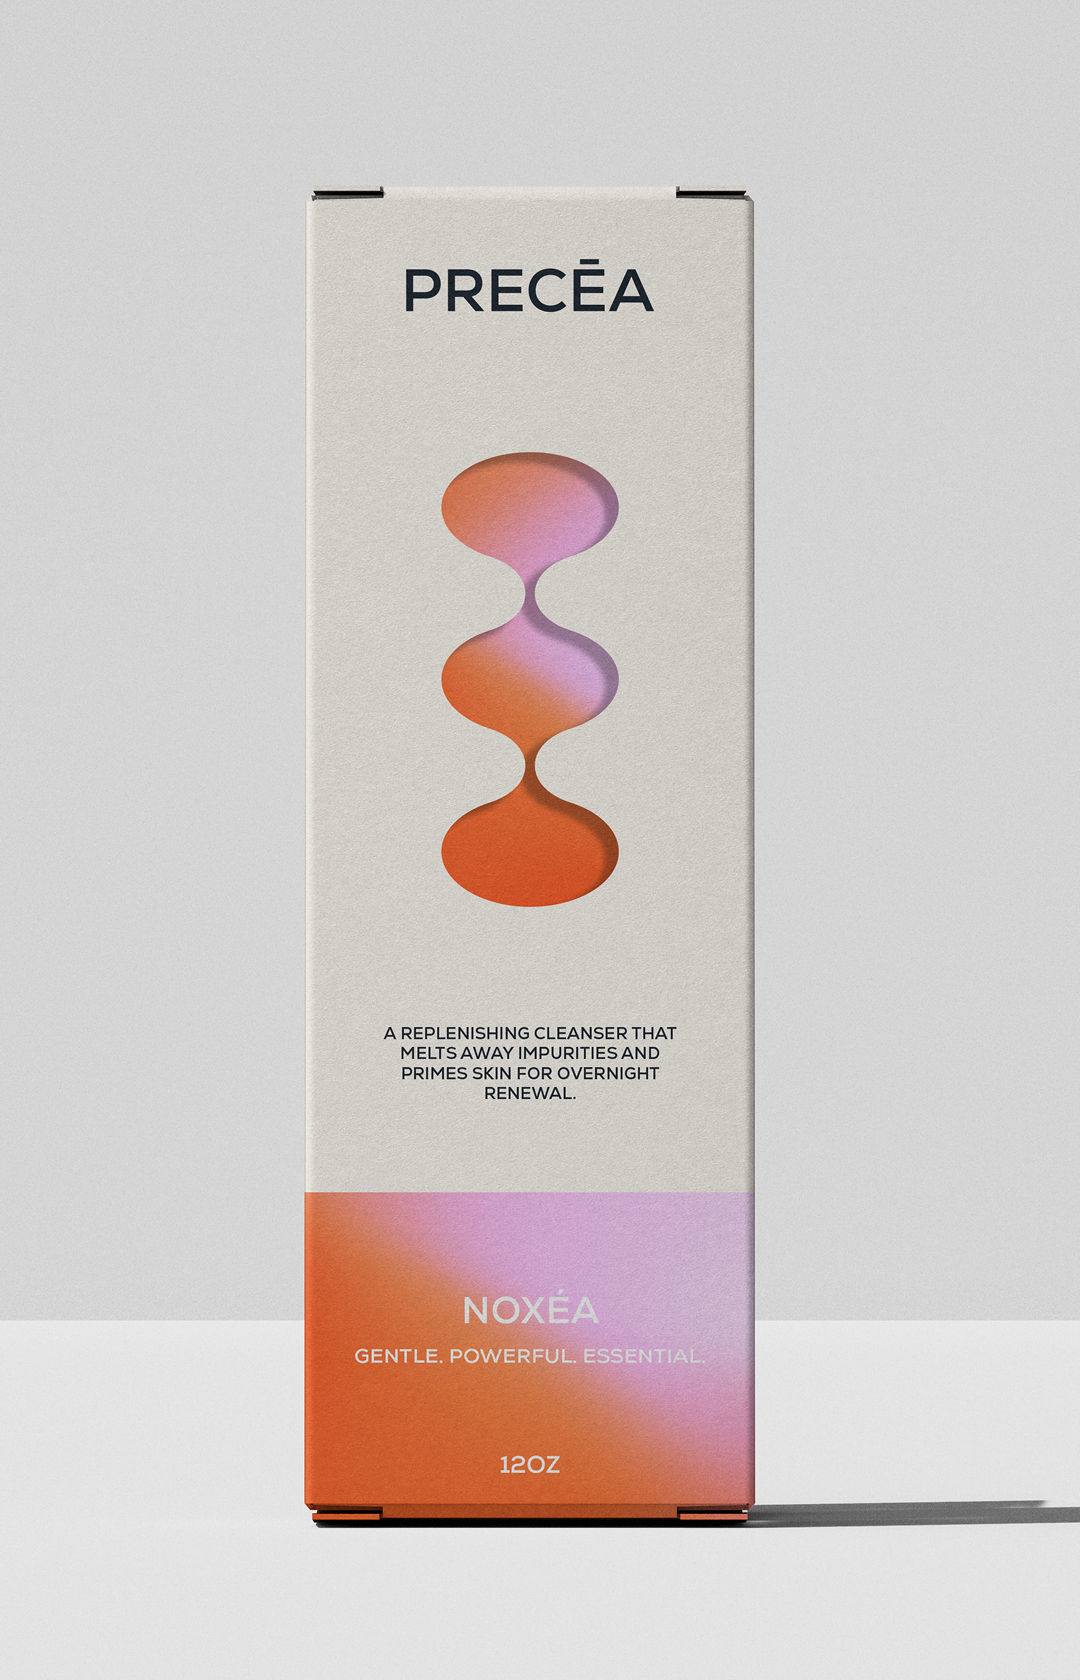 PRECĒA
A REPLENISHING CLEANSER THAT
MELTS AWAY IMPURITIES AND
PRIMES SKIN FOR OVERNIGHT
RENEWAL.
NOXÉA
GENTLE. POWERFUL. ESSENTIAL.
12OZ